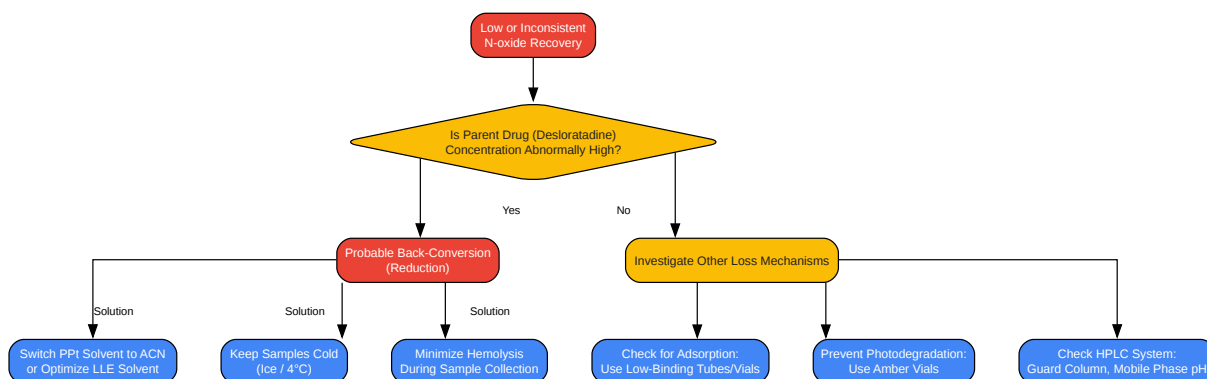 Low or Inconsistent
N-oxide Recovery
Is Parent Drug (Desloratadine)
Concentration Abnormally High?
Yes
No
Probable Back-Conversion
(Reduction)
Investigate Other Loss Mechanisms
Solution
Solution
Solution
Switch PPt Solvent to ACN
or Optimize LLE Solvent
Keep Samples Cold
(Ice / 4°C)
Minimize Hemolysis
During Sample Collection
Check for Adsorption:
Use Low-Binding Tubes/Vials
Prevent Photodegradation:
Use Amber Vials
Check HPLC System:
Guard Column, Mobile Phase pH